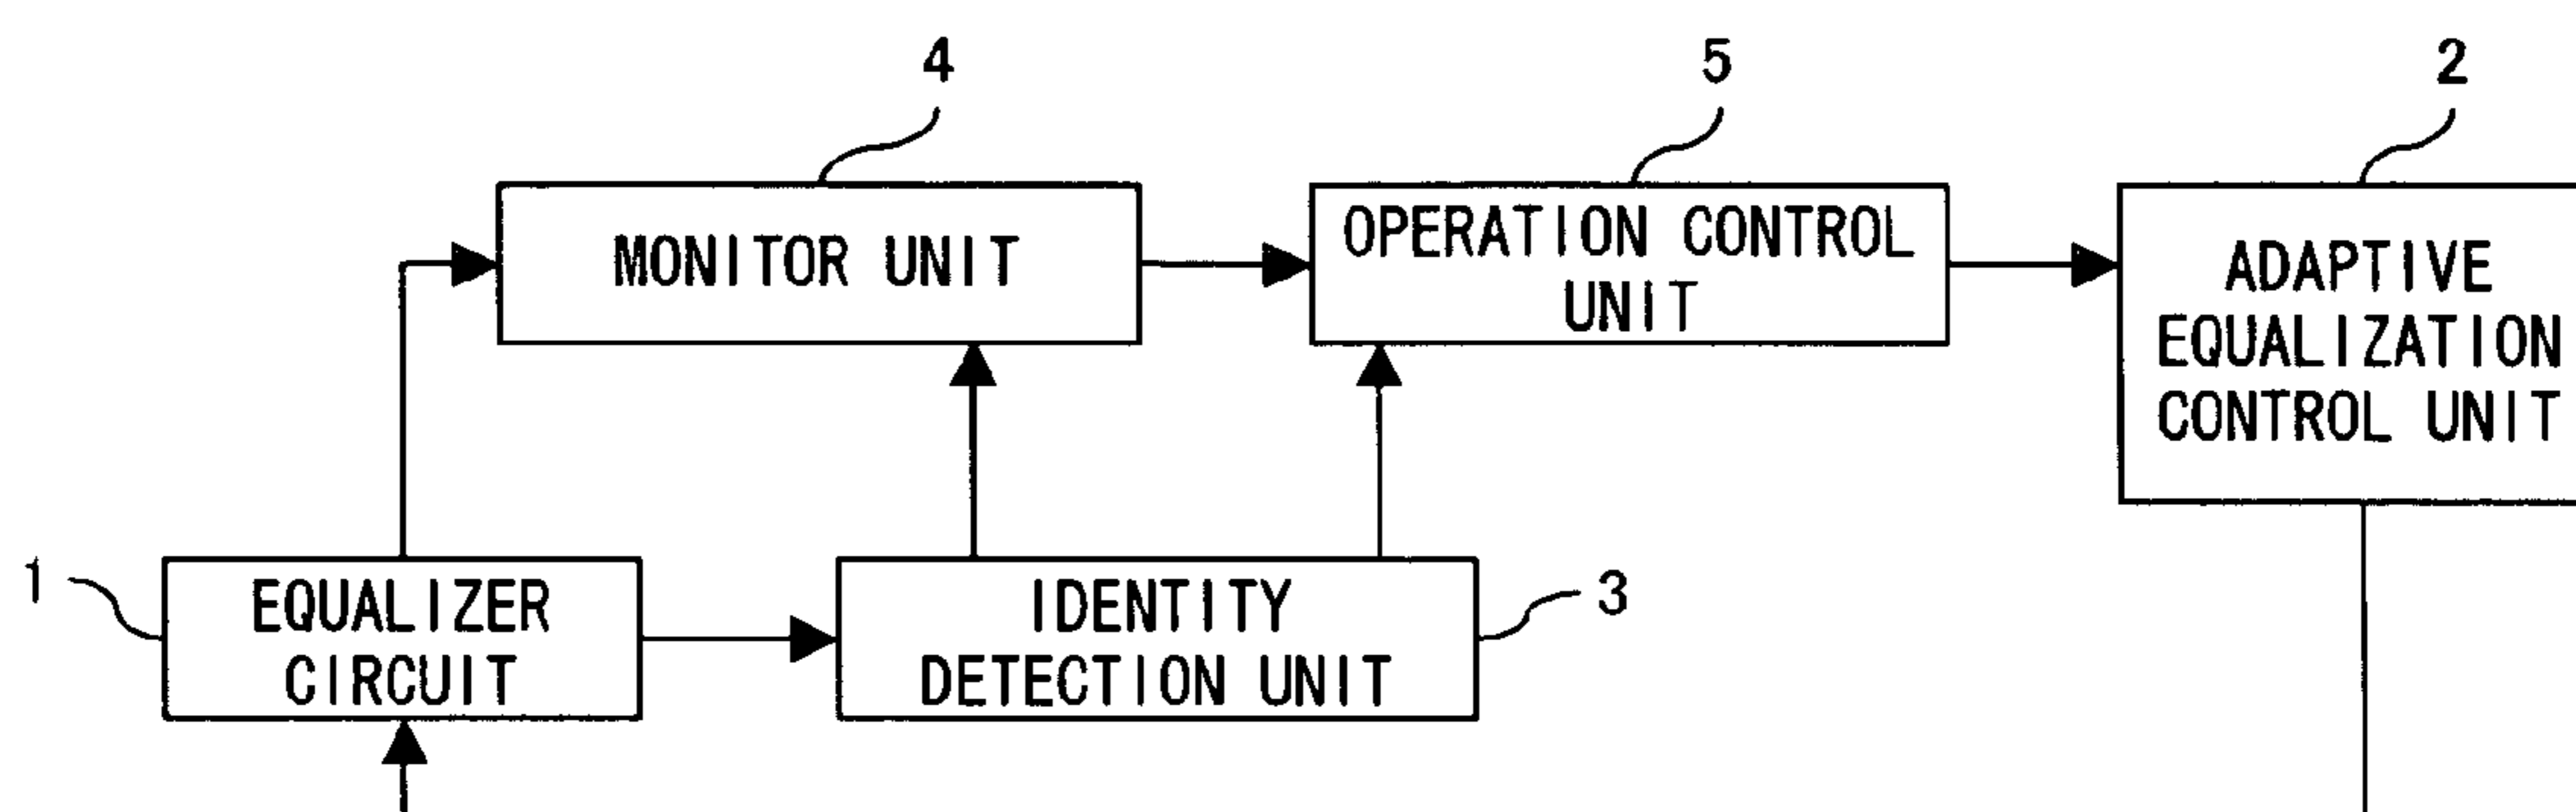 4
5
2
MONITOR UNIT
OPERATION CONTROL
UNIT
ADAPTIVE
EQUALIZATION
CONTROL UNIT
1
EQUALIZER
CIRCUIT
IDENTITY
DETECTION UNIT
3